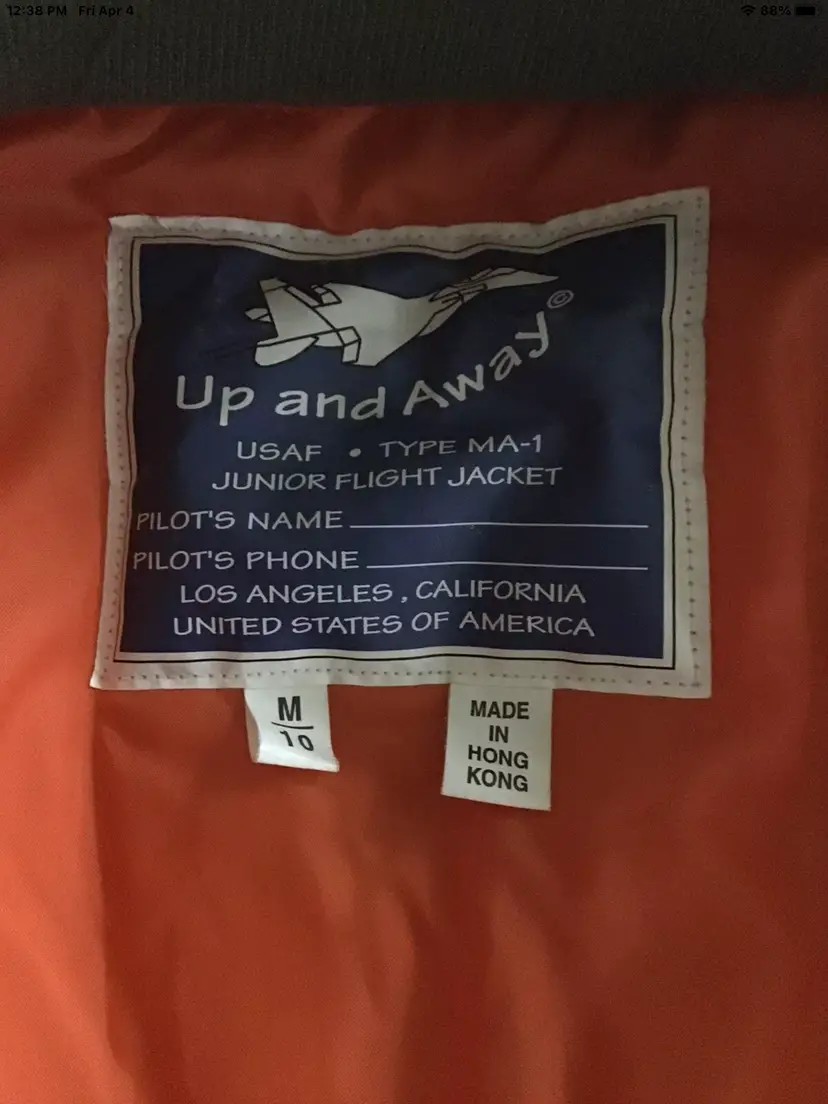 12:38 PM Fri Apr 4
68%
Up and Away©
USAF • TYPE MA-1
JUNIOR FLIGHT JACKET
PILOT'S NAME
PILOT'S PHONE
LOS ANGELES, CALIFORNIA
UNITED STATES OF AMERICA
M
10
MADE
IN
HONG
KONG